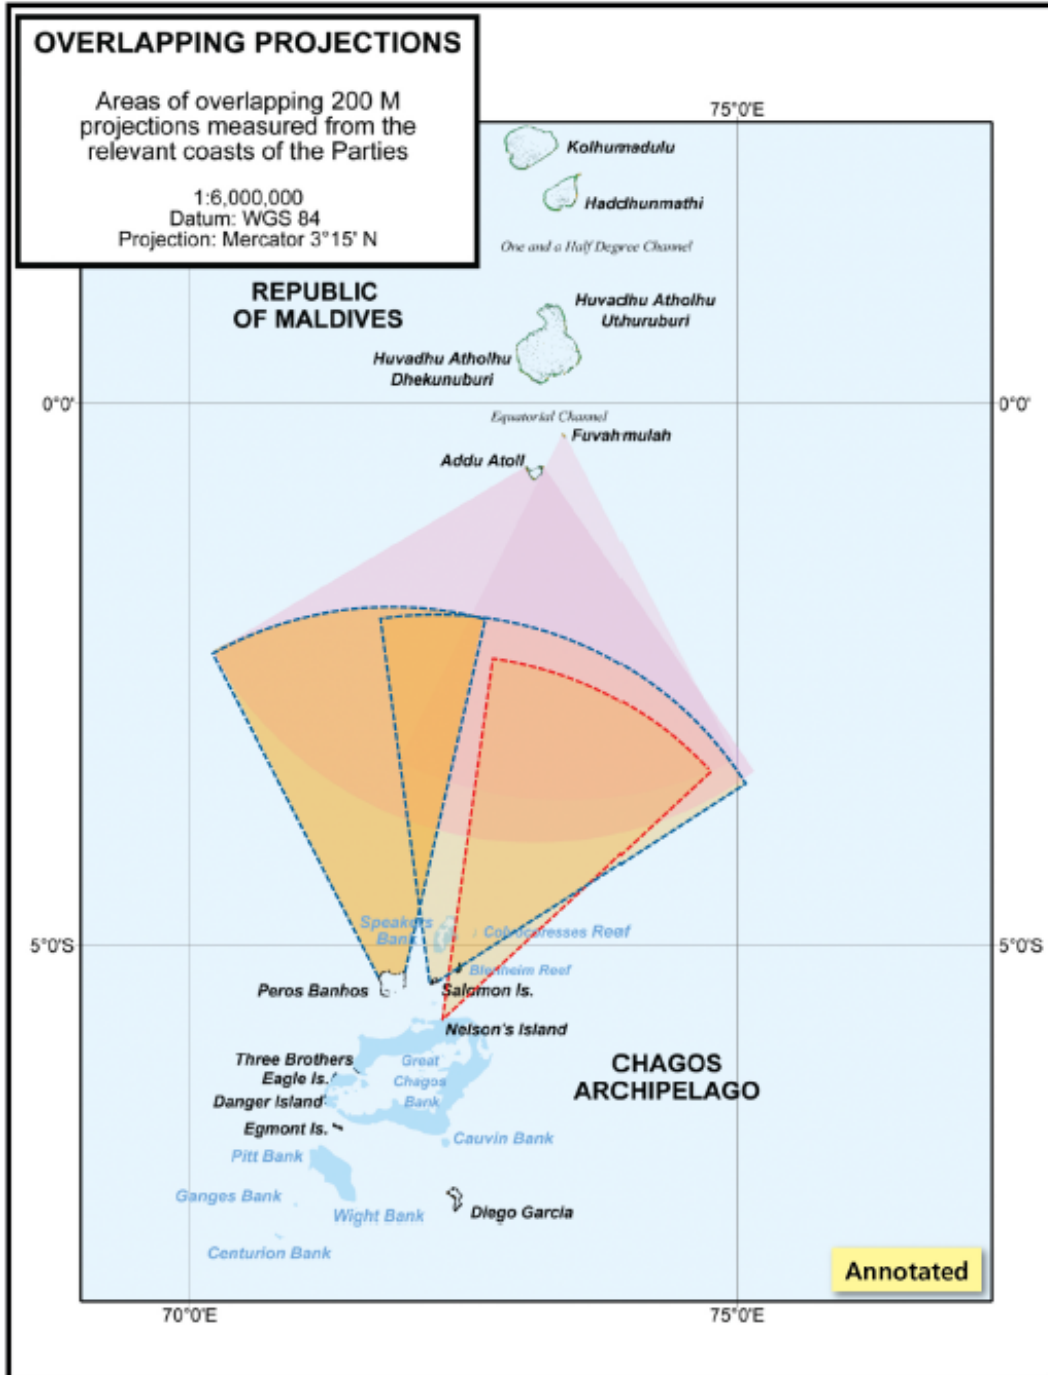 OVERLAPPING PROJECTIONS
Areas of overlapping 200 M
projections measured from the
relevant coasts of the Parties
1:6,000,000
Datum: WGS 84
Projection: Mercator 3°15' N
75°0'E
Kolhumadulu
Haddhunmathi
One and a Half Degree Channel
REPUBLIC
OF MALDIVES
Huvadhu Atholhu
Uthuruburi
Huvadhu Atholhu
Dhekunuburi
0°0'
0°0'
Equatorial Channel
Fuvahmulah
Addu Atoll
Speakers
Bank
Colvocoresses Reef
5°0'S
5°0'S
Blenheim Reef
Peros Banhos
Salomon Is.
Nelson's Island
Three Brothers
Eagle Is.
Great
Chagos
Bank
CHAGOS
ARCHIPELAGO
Danger Island
Egmont Is.
Cauvin Bank
Pitt Bank
Ganges Bank
Wight Bank
Diego Garcia
Centurion Bank
Annotated
70°0'E
75°0'E